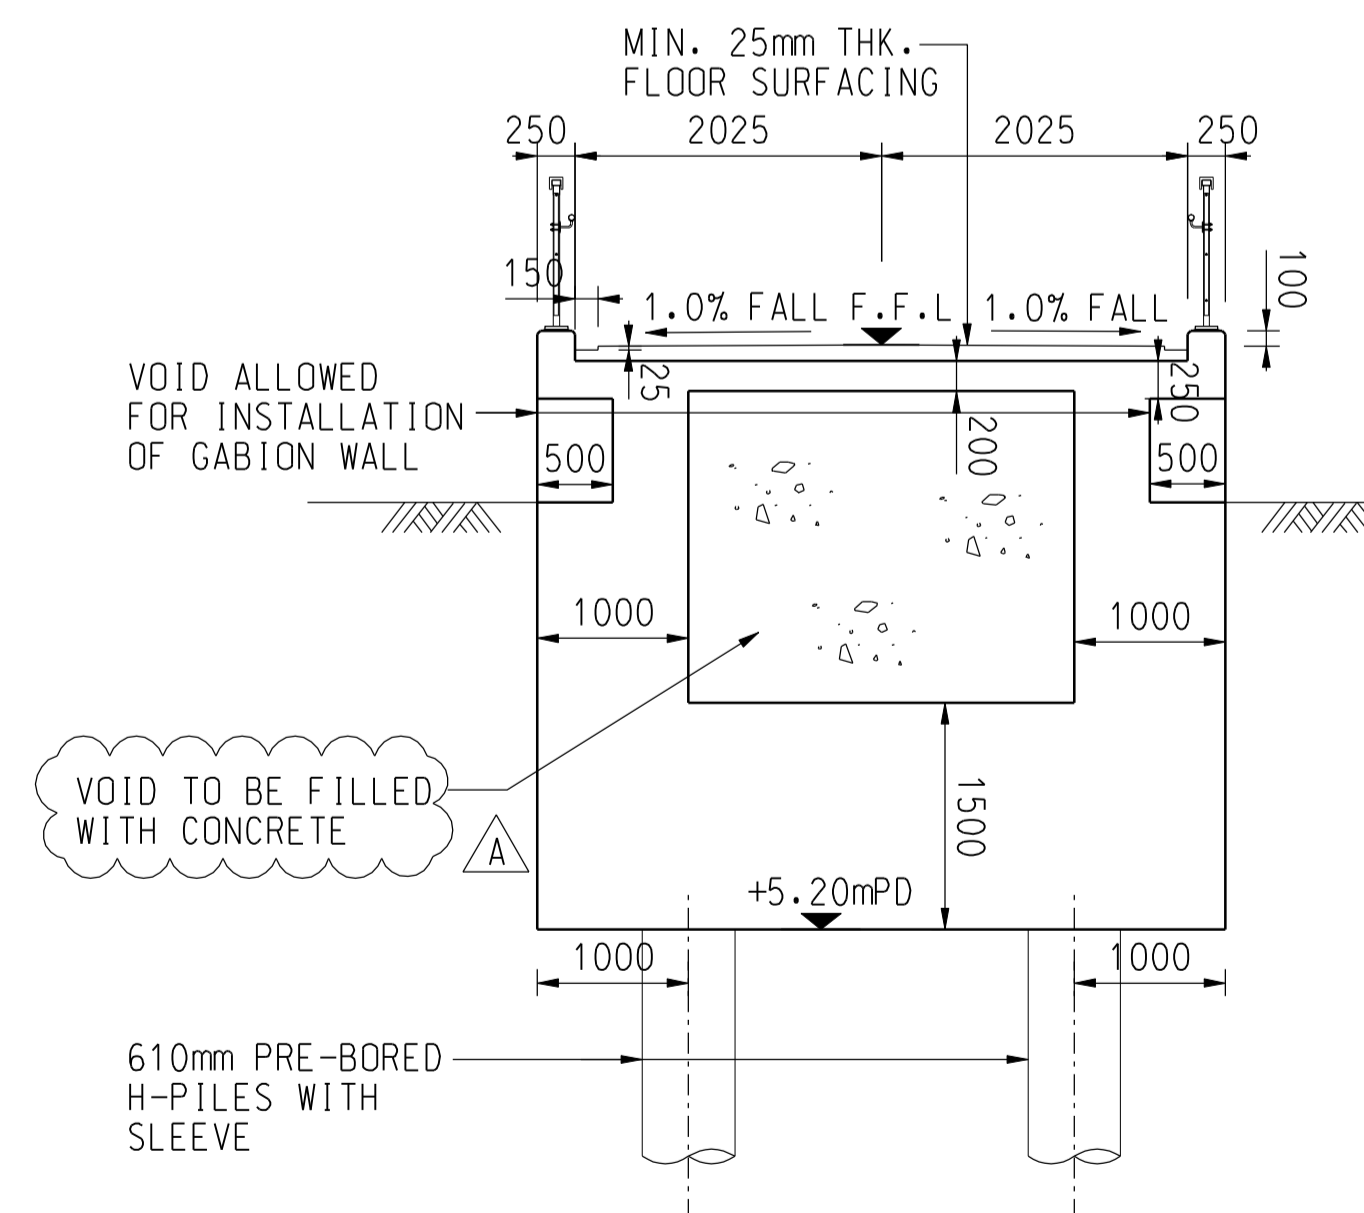 MIN. 25mm THK.
FLOOR SURFACING
250 2025 2025 250
150
100
1.0% FALL F.F.L 1.0% FALL
25
250
200
VOID ALLOWED
FOR INSTALLATION
OF GABION WALL
500 500
1000 1000
VOID TO BE FILLED
WITH CONCRETE
A
1500
+5.20mPD
1000 1000
610mm PRE-BORED
H-PILES WITH
SLEEVE